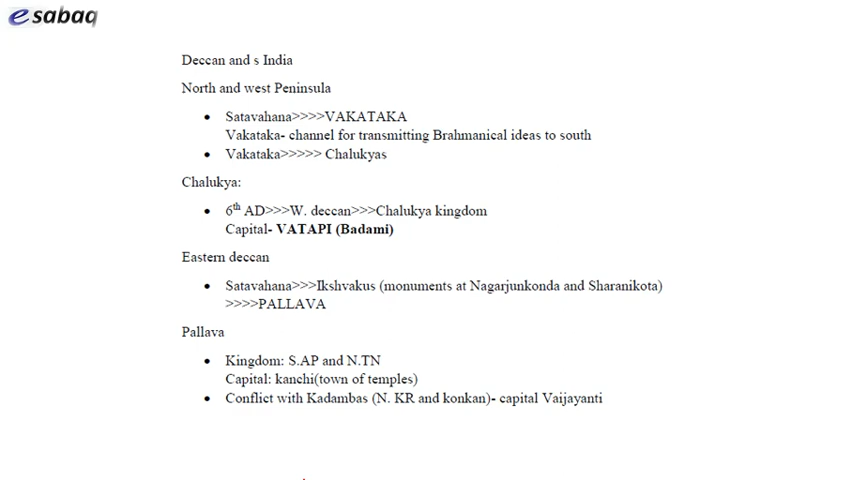 esabaq
Deccan and s India
North and west Peninsula
• Satavahana>>>>VAKATAKA
Vakataka- channel for transmitting Brahmanical ideas to south
• Vakataka>>>>> Chalukyas
Chalukya:
• 6th AD>>>W. deccan>>>Chalukya kingdom
Capital- VATAPI (Badami)
Eastern deccan
• Satavahana>>>Ikshvakus (monuments at Nagarjunkonda and Sharanikota)
>>>>PALLAVA
Pallava
• Kingdom: S.AP and N.TN
Capital: kanchi(town of temples)
• Conflict with Kadambas (N. KR and konkan)- capital Vaijayanti